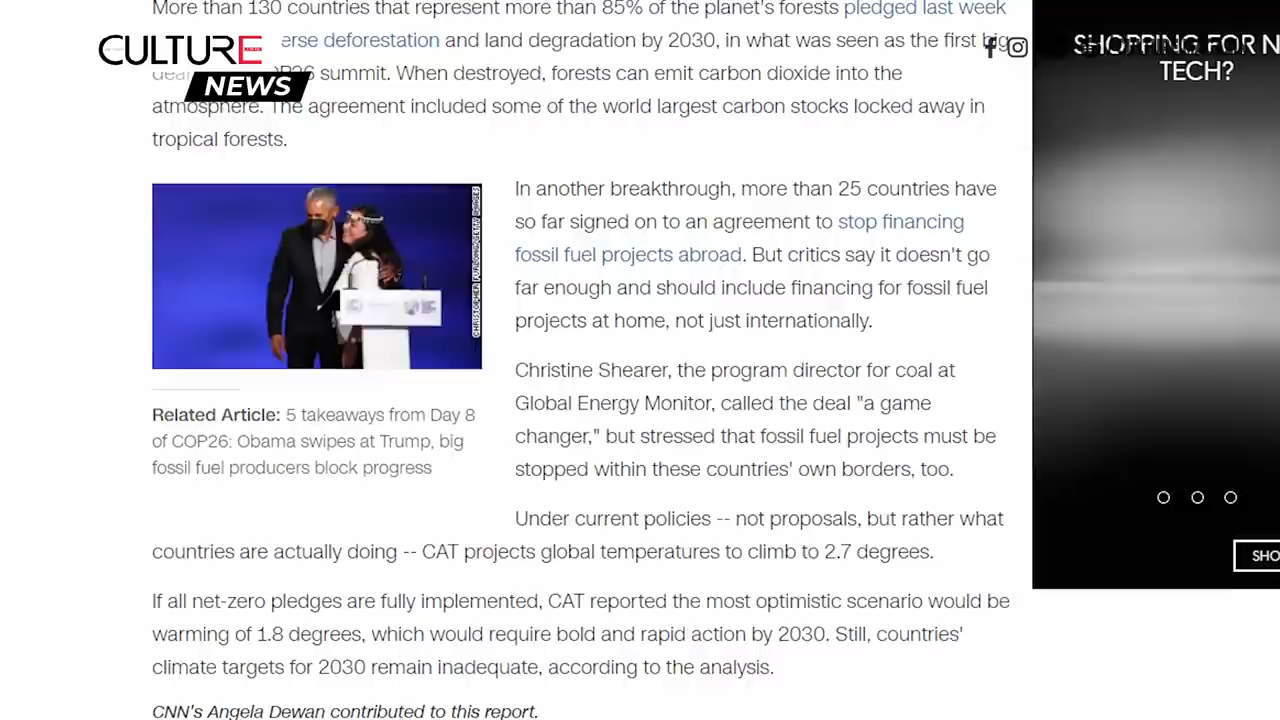 More than 130 countries that represent more than 85% of the planet's forests pledged last week
CULTURE
erse deforestation and land degradation by 2030, in what was seen as the first big
NEWS
P26 summit. When destroyed, forests can emit carbon dioxide into the
atmosphere. The agreement included some of the world largest carbon stocks locked away in
tropical forests.
SHOPPING FOR N
TECH?
CHRISTOPHER FURLONG/GETTY IMAGES
In another breakthrough, more than 25 countries have
so far signed on to an agreement to stop financing
fossil fuel projects abroad. But critics say it doesn't go
far enough and should include financing for fossil fuel
projects at home, not just internationally.
Related Article: 5 takeaways from Day 8
of COP26: Obama swipes at Trump, big
fossil fuel producers block progress
Christine Shearer, the program director for coal at
Global Energy Monitor, called the deal "a game
changer," but stressed that fossil fuel projects must be
stopped within these countries' own borders, too.
Under current policies -- not proposals, but rather what
countries are actually doing -- CAT projects global temperatures to climb to 2.7 degrees.
SHO
If all net-zero pledges are fully implemented, CAT reported the most optimistic scenario would be
warming of 1.8 degrees, which would require bold and rapid action by 2030. Still, countries'
climate targets for 2030 remain inadequate, according to the analysis.
CNN's Angela Dewan contributed to this report.